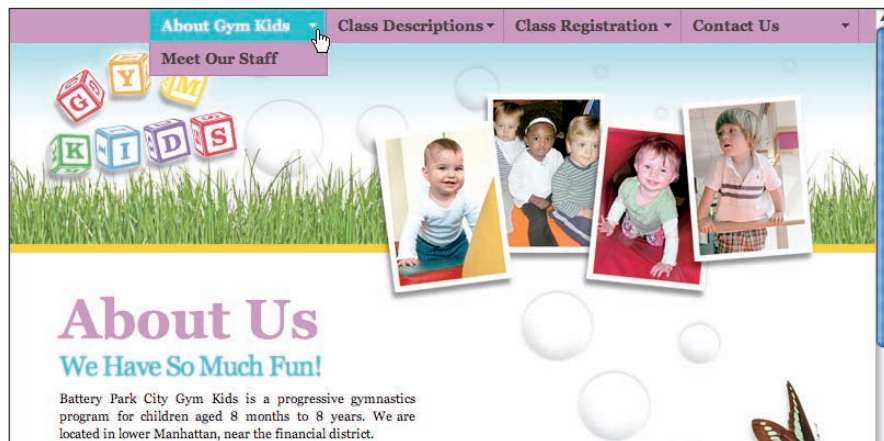 About Gym Kids Class Descriptions Class Registration Contact Us
Meet Our Staff
GYM
KIDS
About Us
We Have So Much Fun!
Battery Park City Gym Kids is a progressive gymnastics
program for children aged 8 months to 8 years. We are
located in lower Manhattan, near the financial district.